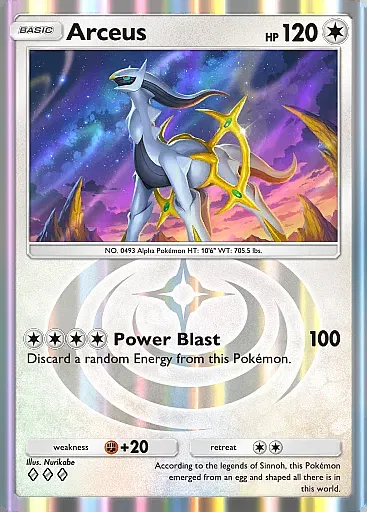 BASIC Arceus HP 120
NO. 0493 Alpha Pokémon HT: 10'6" WT: 705.5 lbs.
Power Blast 100
Discard a random Energy from this Pokémon.
weakness +20 retreat
Illus. Nurikabe
According to the legends of Sinnoh, this Pokémon
emerged from an egg and shaped all there is in
this world.